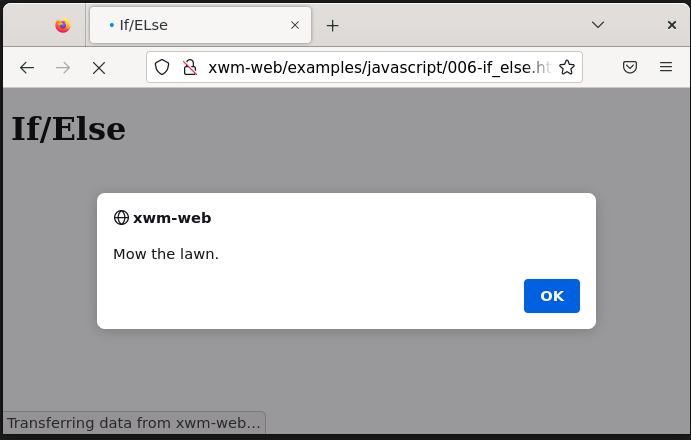 If/ELse
xwm-web/examples/javascript/006-if_else.ht
If/Else
xwm-web
Mow the lawn.
OK
Transferring data from xwm-web…